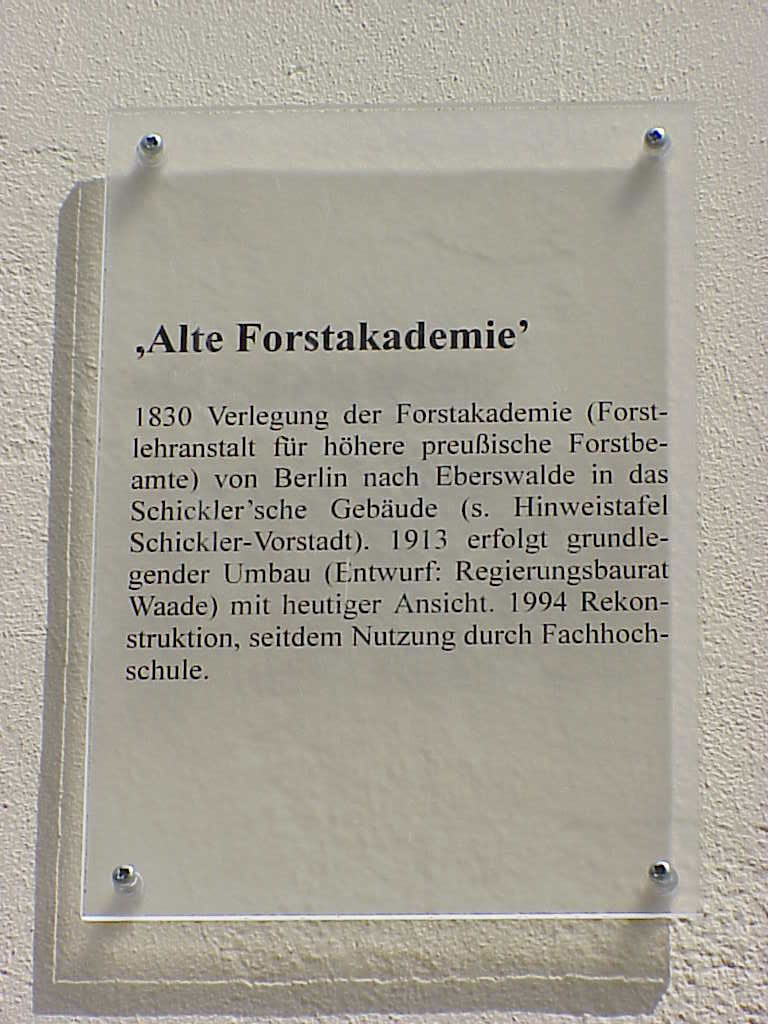 ‚Alte Forstakademie’
1830 Verlegung der Forstakademie (Forst-
lehranstalt für höhere preußische Forstbe-
amte) von Berlin nach Eberswalde in das
Schickler’sche Gebäude (s. Hinweistafel
Schickler-Vorstadt). 1913 erfolgt grundle-
gender Umbau (Entwurf: Regierungsbaurat
Waade) mit heutiger Ansicht. 1994 Rekon-
struktion, seitdem Nutzung durch Fachhoch-
schule.